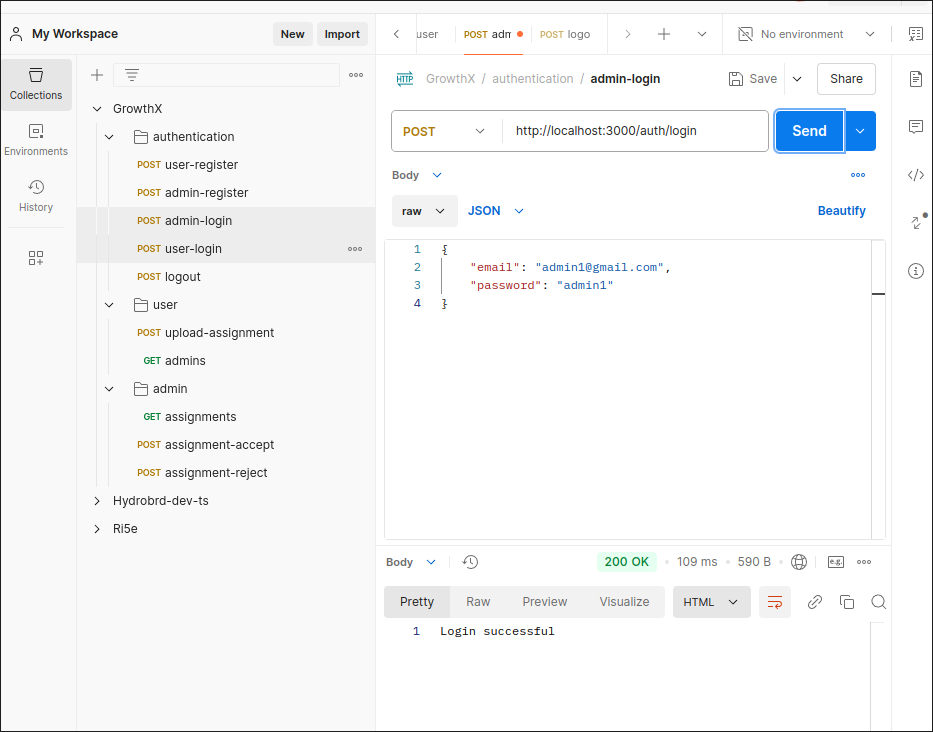 My Workspace
New
Import
user
POST adm
POST logo
No environment
Collections
Environments
History
GrowthX
authentication
POST user-register
POST admin-register
POST admin-login
POST user-login
POST logout
user
POST upload-assignment
GET admins
admin
GET assignments
POST assignment-accept
POST assignment-reject
Hydrobrd-dev-ts
Ri5e
HTTP GrowthX / authentication / admin-login
Save
Share
POST
http://localhost:3000/auth/login
Send
Body
raw
JSON
Beautify
1 {
2 "email": "admin1@gmail.com",
3 "password": "admin1"
4 }
Body
200 OK
109 ms
590 B
e.g.
Pretty
Raw
Preview
Visualize
HTML
1 Login successful